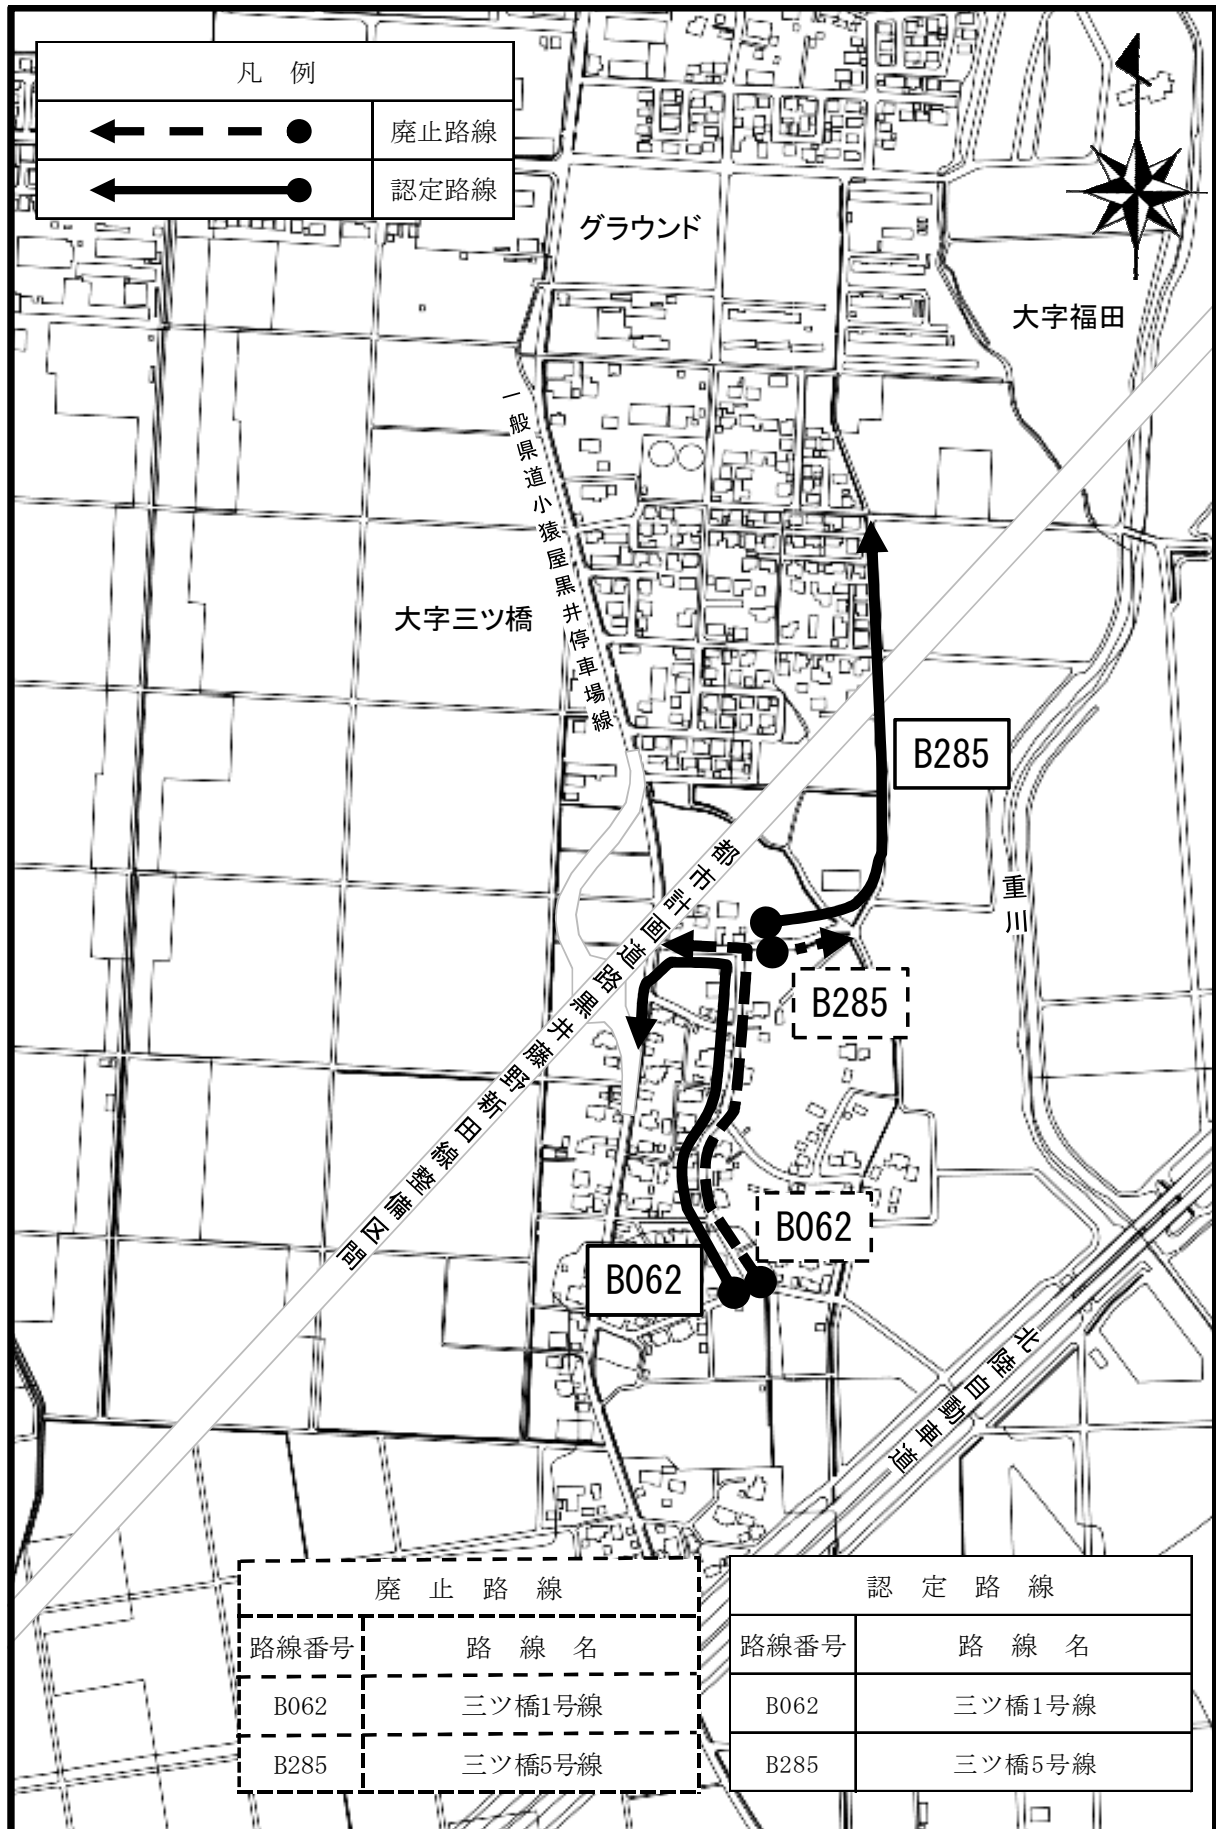 凡 例
廃止路線
認定路線
グラウンド
大字福田
一般県道小猿屋黒井停車場線
大字三ツ橋
B285
都市計画道路黒井藤野新田線整備区間
重川
B285
B062
B062
北陸自動車道
廃 止 路 線
路線番号 路 線 名
B062 三ツ橋1号線
B285 三ツ橋5号線
認 定 路 線
路線番号 路 線 名
B062 三ツ橋1号線
B285 三ツ橋5号線